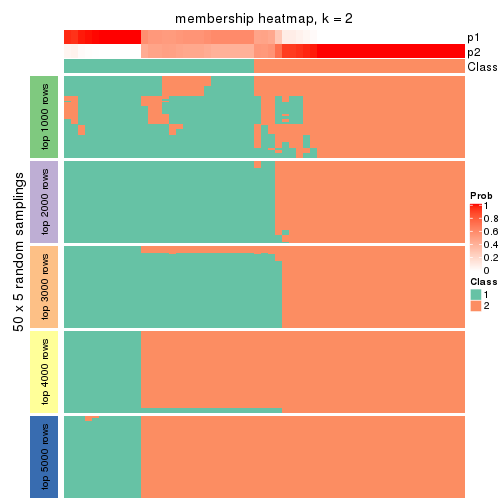 membership heatmap, k = 2
p1
p2
Class
50 x 5 random samplings
top 1000 rows
top 2000 rows
top 3000 rows
top 4000 rows
top 5000 rows
Prob
1
0.8
0.6
0.4
0.2
0
Class
1
2